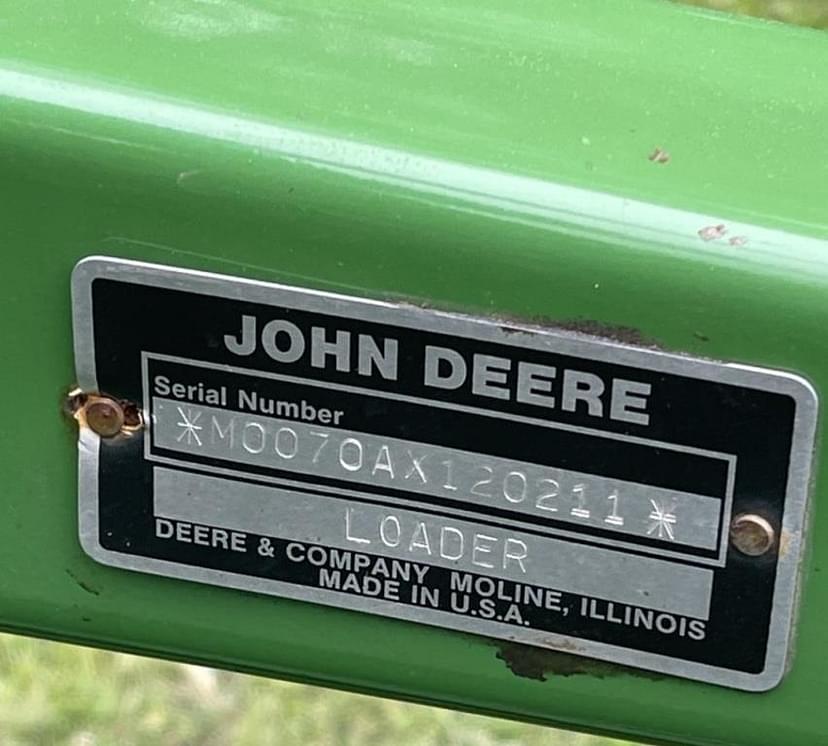 JOHN DEERE
Serial Number
*M0070AX120211*
LOADER
DEERE & COMPANY MOLINE, ILLINOIS
MADE IN U.S.A.